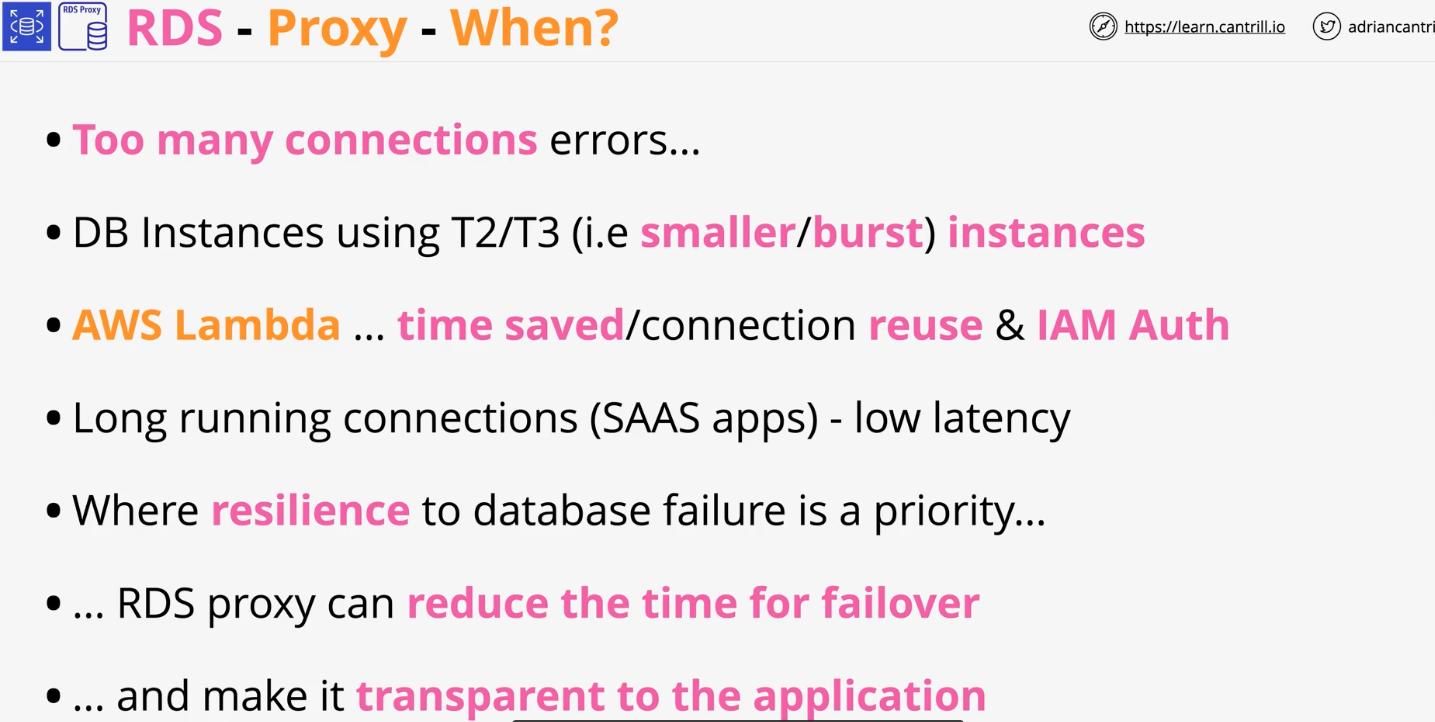 RDS Proxy
RDS - Proxy - When?
https://learn.cantrill.io
adriancantri
• Too many connections errors...
• DB Instances using T2/T3 (i.e smaller/burst) instances
• AWS Lambda ... time saved/connection reuse & IAM Auth
• Long running connections (SAAS apps) - low latency
• Where resilience to database failure is a priority...
• ... RDS proxy can reduce the time for failover
• ... and make it transparent to the application